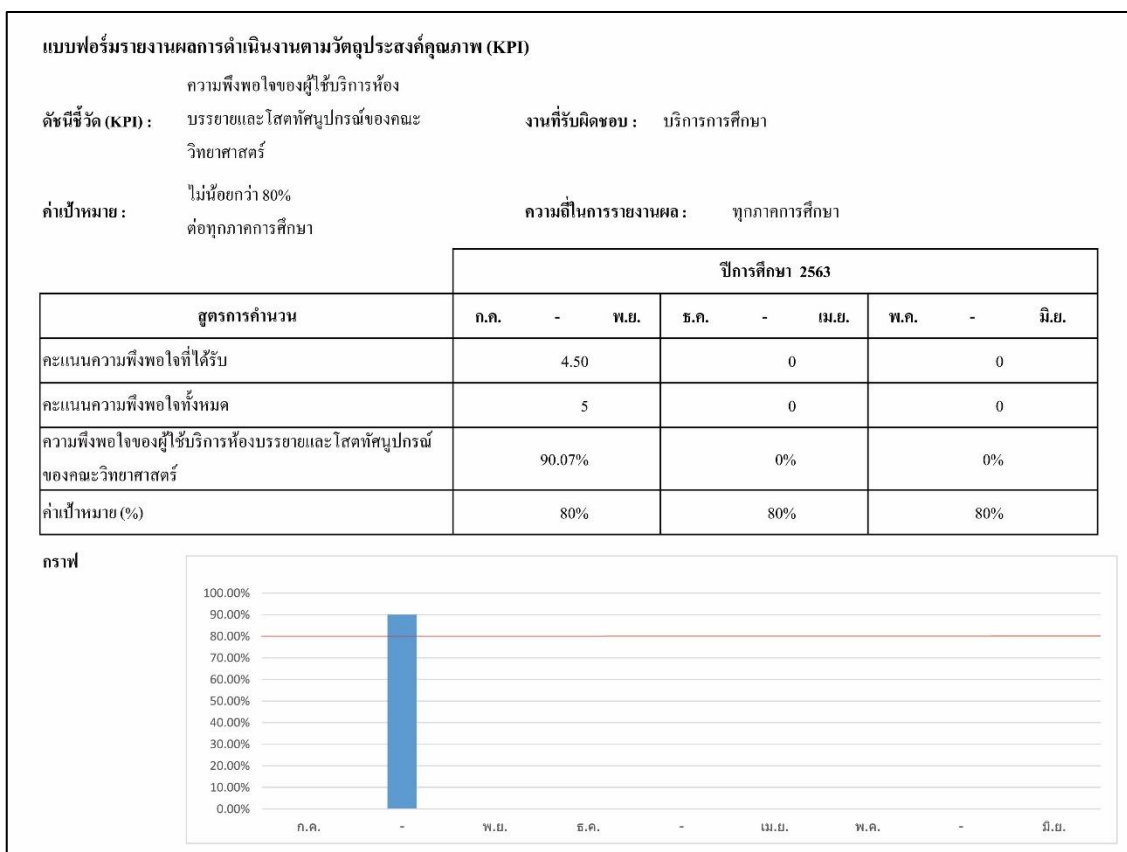 แบบฟอร์มรายงานผลการดำเนินงานตามวัตถุประสงค์คุณภาพ (KPI)
ความพึงพอใจของผู้ใช้บริการห้อง
ดัชนีชี้วัด (KPI) : บรรยายและโสตทัศนูปกรณ์ของคณะ งานที่รับผิดชอบ : บริการการศึกษา
วิทยาศาสตร์
ไม่น้อยกว่า 80%
ค่าเป้าหมาย : ความถี่ในการรายงานผล : ทุกภาคการศึกษา
ต่อทุกภาคการศึกษา
ปีการศึกษา 2563
สูตรการคำนวน ก.ค. - พ.ย. ธ.ค. - เม.ย. พ.ค. - มิ.ย.
คะแนนความพึงพอใจที่ได้รับ 4.50 0 0
คะแนนความพึงพอใจทั้งหมด 5 0 0
ความพึงพอใจของผู้ใช้บริการห้องบรรยายและโสตทัศนูปกรณ์
ของคณะวิทยาศาสตร์ 90.07% 0% 0%
ค่าเป้าหมาย (%) 80% 80% 80%
กราฟ
100.00%
90.00%
80.00%
70.00%
60.00%
50.00%
40.00%
30.00%
20.00%
10.00%
0.00%
ก.ค. - พ.ย. ธ.ค. - เม.ย. พ.ค. - มิ.ย.